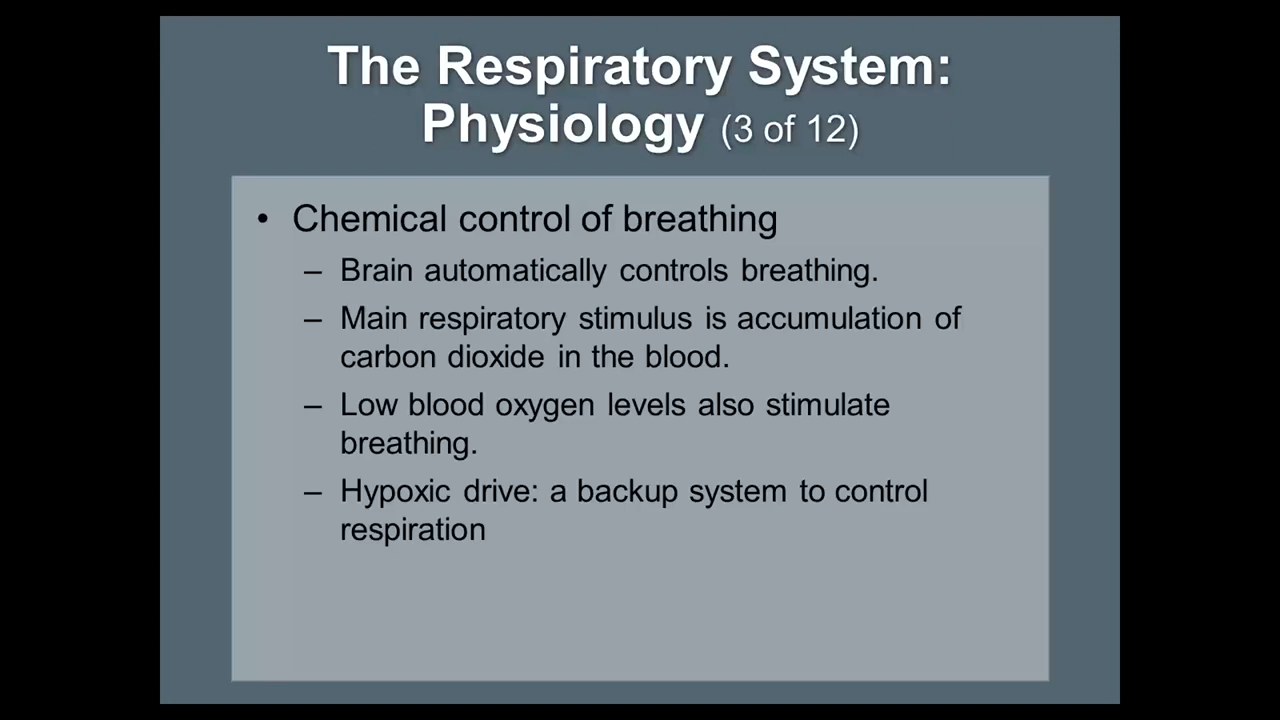 The Respiratory System:
Physiology (3 of 12)
• Chemical control of breathing
– Brain automatically controls breathing.
– Main respiratory stimulus is accumulation of
carbon dioxide in the blood.
– Low blood oxygen levels also stimulate
breathing.
– Hypoxic drive: a backup system to control
respiration